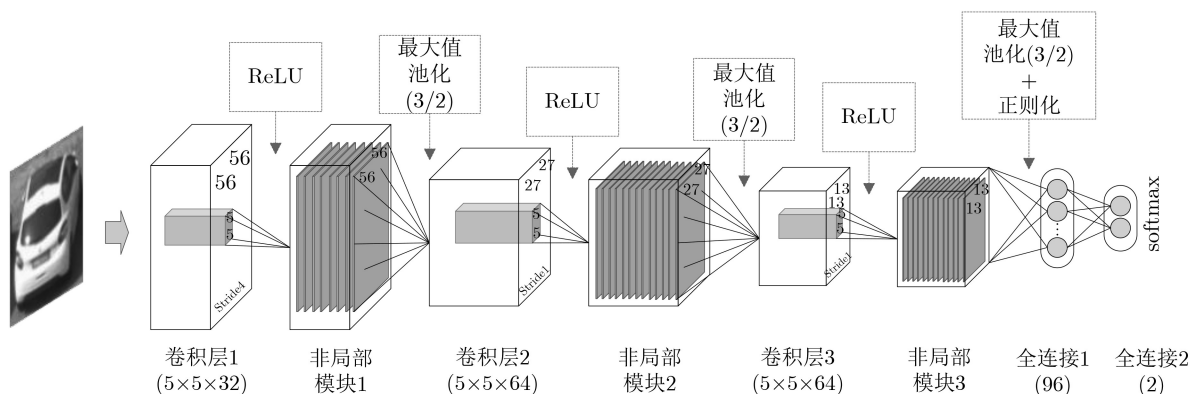 ReLU
最大值
池化
(3/2)
ReLU
最大值
池化
(3/2)
ReLU
最大值
池化(3/2)
+
正则化
56
56
5
5
Stride4
56
56
27
27
5
5
Stride1
27
27
13
13
5
5
Stride1
13
13
softmax
卷积层1
(5×5×32)
非局部
模块1
卷积层2
(5×5×64)
非局部
模块2
卷积层3
(5×5×64)
非局部
模块3
全连接1
(96)
全连接2
(2)